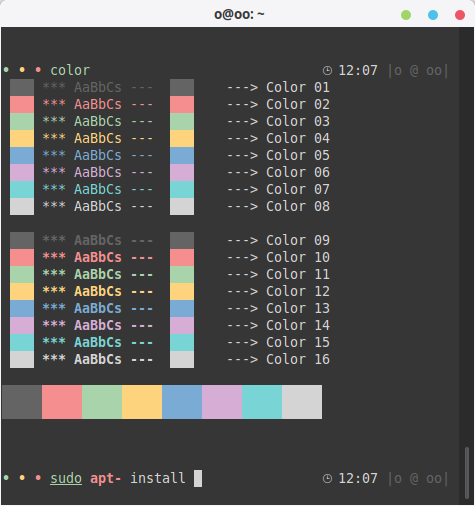 o@oo: ~
• • • color 12:07 |o @ oo|
*** AaBbCs --- ---> Color 01
*** AaBbCs --- ---> Color 02
*** AaBbCs --- ---> Color 03
*** AaBbCs --- ---> Color 04
*** AaBbCs --- ---> Color 05
*** AaBbCs --- ---> Color 06
*** AaBbCs --- ---> Color 07
*** AaBbCs --- ---> Color 08
*** AaBbCs --- ---> Color 09
*** AaBbCs --- ---> Color 10
*** AaBbCs --- ---> Color 11
*** AaBbCs --- ---> Color 12
*** AaBbCs --- ---> Color 13
*** AaBbCs --- ---> Color 14
*** AaBbCs --- ---> Color 15
*** AaBbCs --- ---> Color 16
• • • sudo apt- install 12:07 |o @ oo|